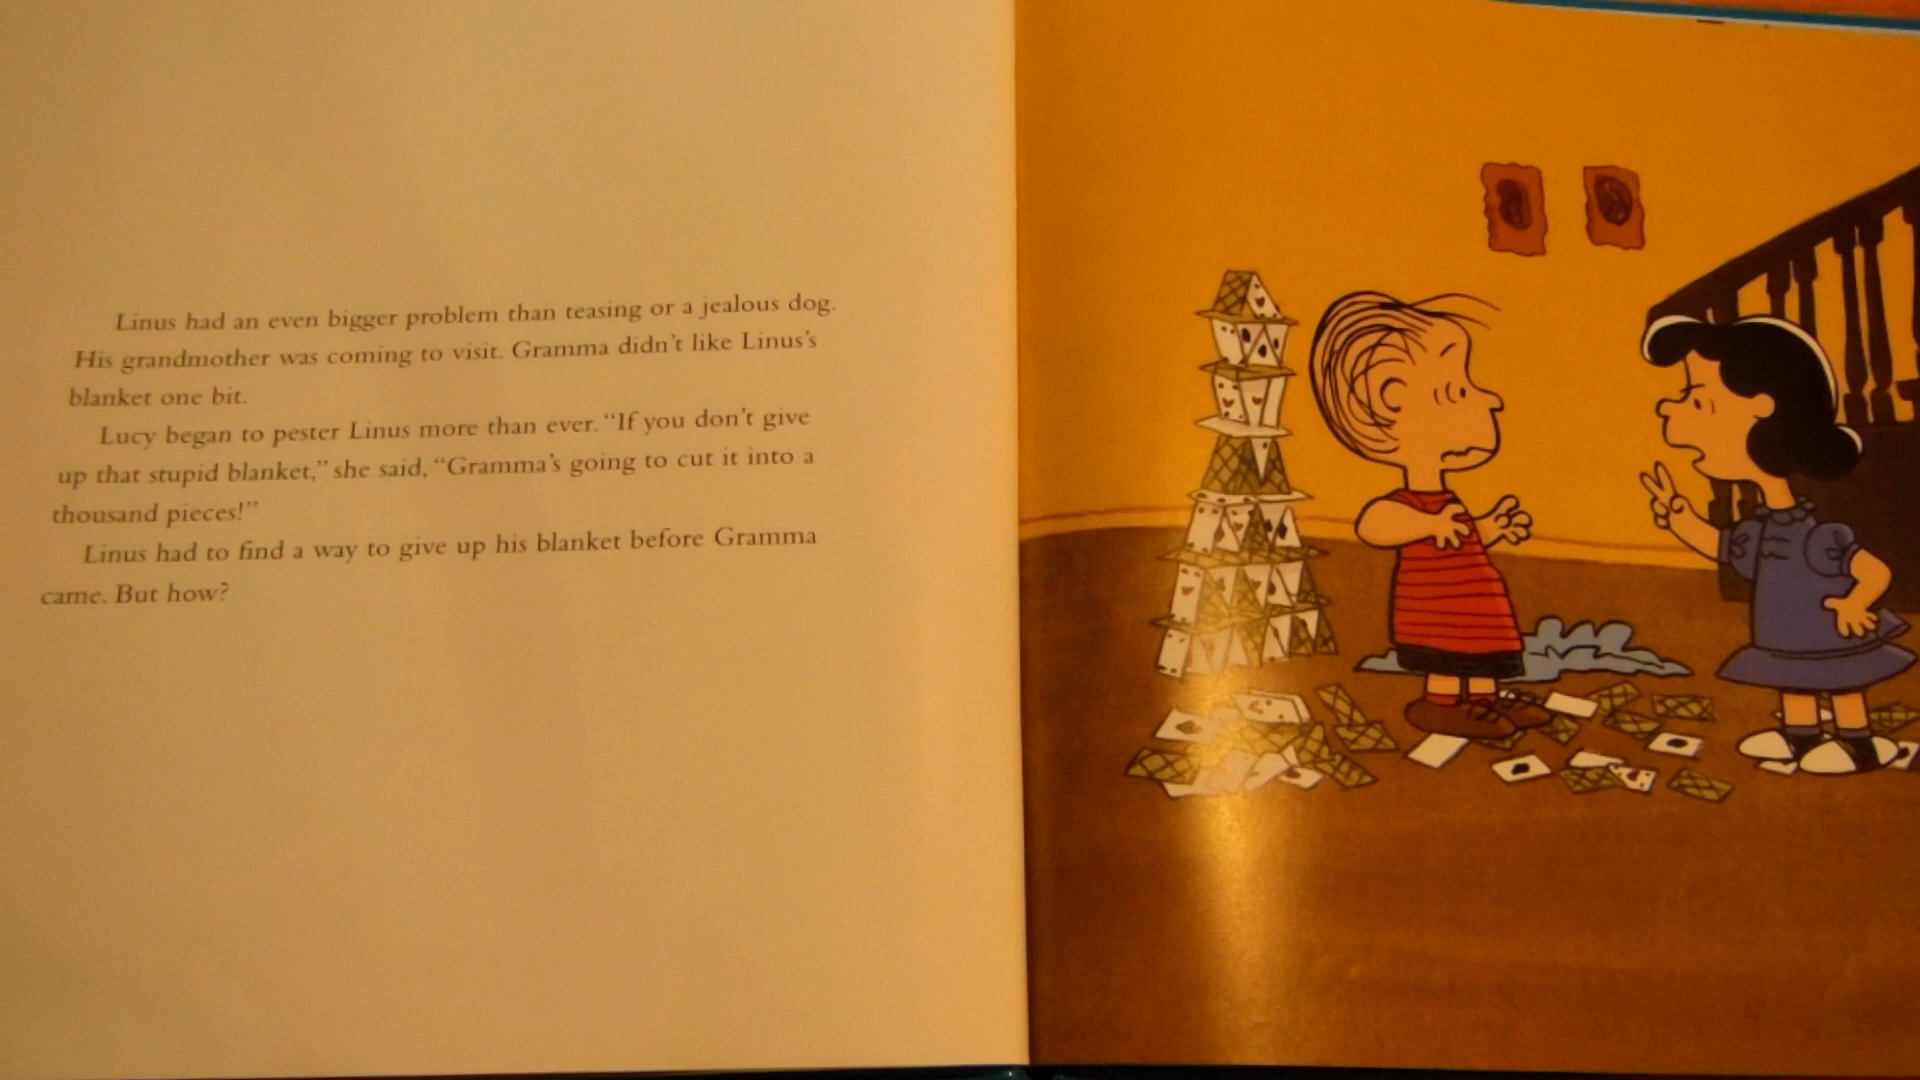 Linus had an even bigger problem than teasing or a jealous dog.
His grandmother was coming to visit. Gramma didn't like Linus's
blanket one bit.
Lucy began to pester Linus more than ever. “If you don't give
up that stupid blanket,” she said, “Gramma's going to cut it into a
thousand pieces!”
Linus had to find a way to give up his blanket before Gramma
came. But how?